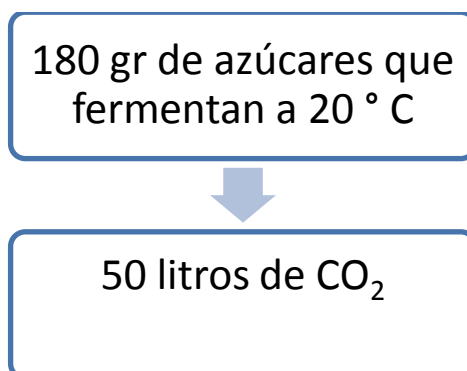 180 gr de azúcares que
fermentan a 20 ° C
50 litros de CO₂